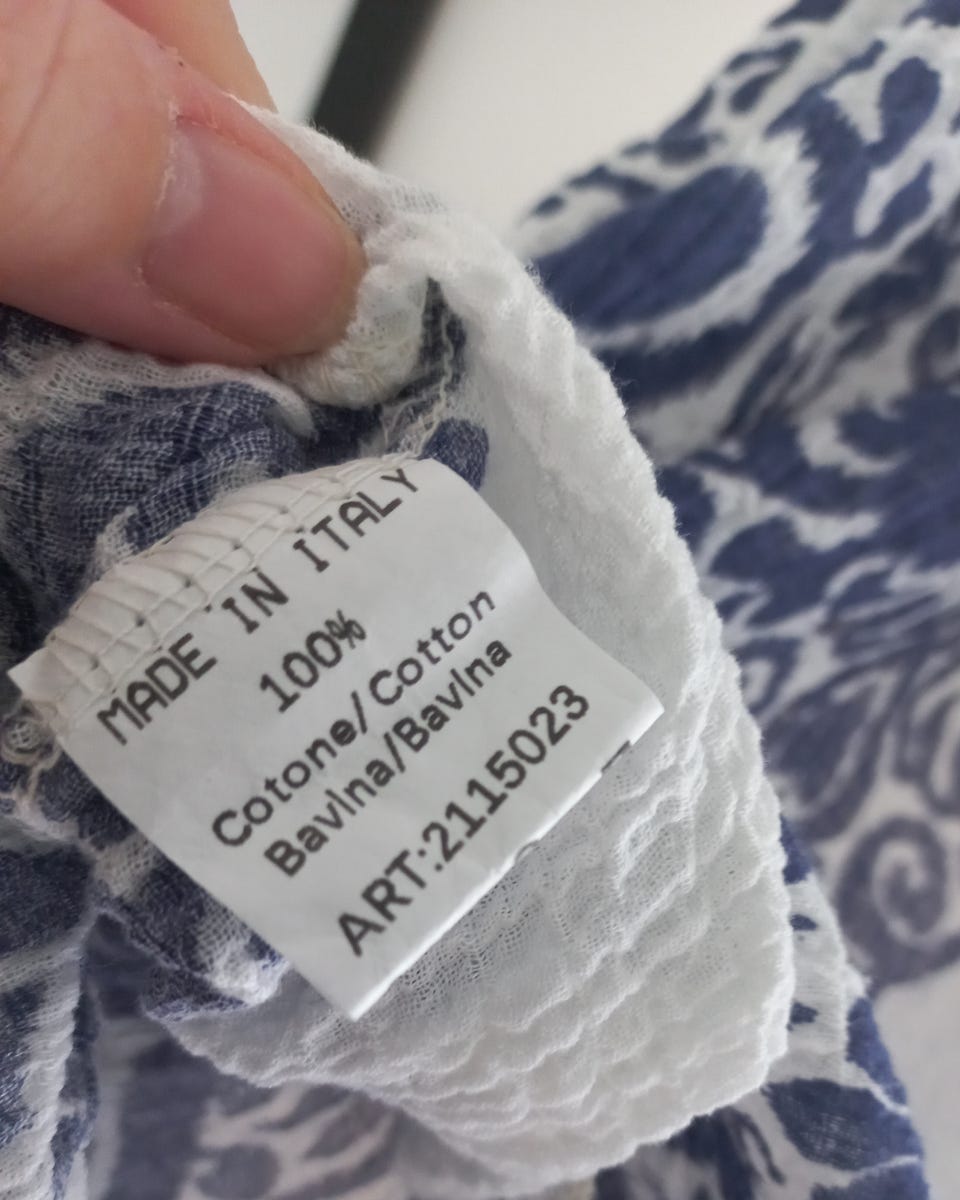 MADE IN ITALY
100%
Cotone/Cotton
Bavlna/Bavlna
ART:2115023